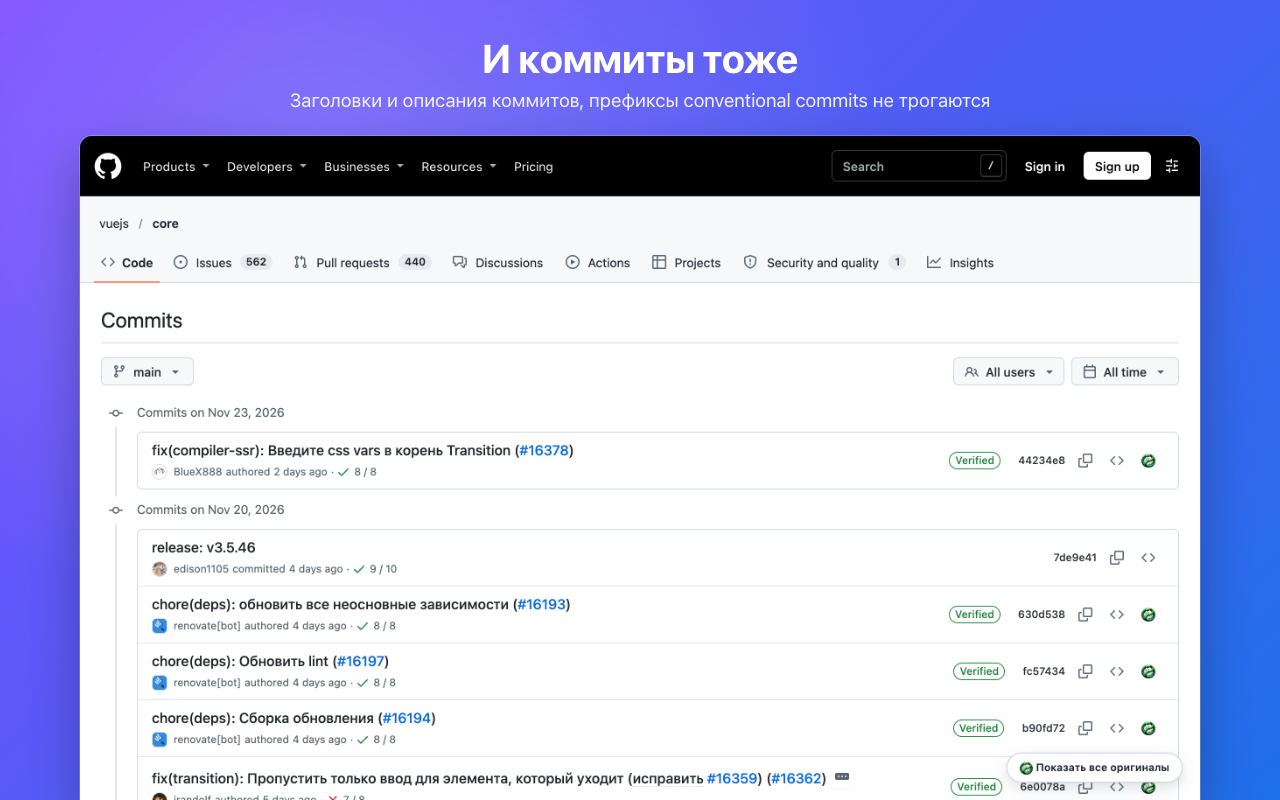 И коммиты тоже
Заголовки и описания коммитов, префиксы conventional commits не трогаются
Products Developers Businesses Resources Pricing Search / Sign in Sign up
vuejs / core
Code Issues 562 Pull requests 440 Discussions Actions Projects Security and quality 1 Insights
Commits
main All users All time
Commits on Nov 23, 2026
fix(compiler-ssr): Введите css vars в корень Transition (#16378)
BlueX888 authored 2 days ago · 8 / 8
Verified 44234e8
Commits on Nov 20, 2026
release: v3.5.46
edison1105 committed 4 days ago · 9 / 10
7de9e41
chore(deps): обновить все неосновные зависимости (#16193)
renovate[bot] authored 4 days ago · 8 / 8
Verified 630d538
chore(deps): Обновить lint (#16197)
renovate[bot] authored 4 days ago · 8 / 8
Verified fc57434
chore(deps): Сборка обновления (#16194)
renovate[bot] authored 4 days ago · 8 / 8
Verified b90fd72
fix(transition): Пропустить только ввод для элемента, который уходит (исправить #16359) (#16362)
jrandelf authored 5 days ago · 7 / 8
Verified 6e0078a
Показать все оригиналы